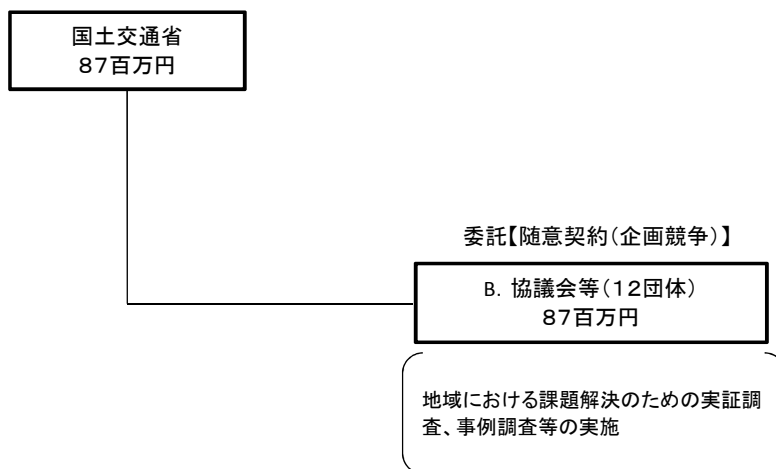 国土交通省
87百万円
委託【随意契約（企画競争）】
B. 協議会等（12団体）
87百万円
地域における課題解決のための実証調
査、事例調査等の実施